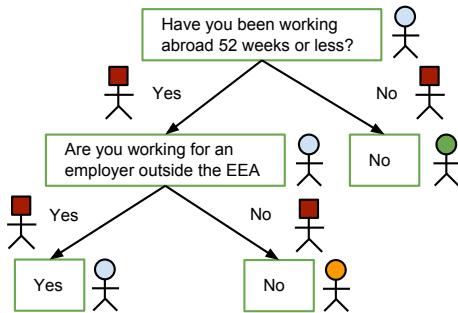 Have you been working
abroad 52 weeks or less?
Yes
No
Are you working for an
employer outside the EEA
No
Yes
No
Yes
No